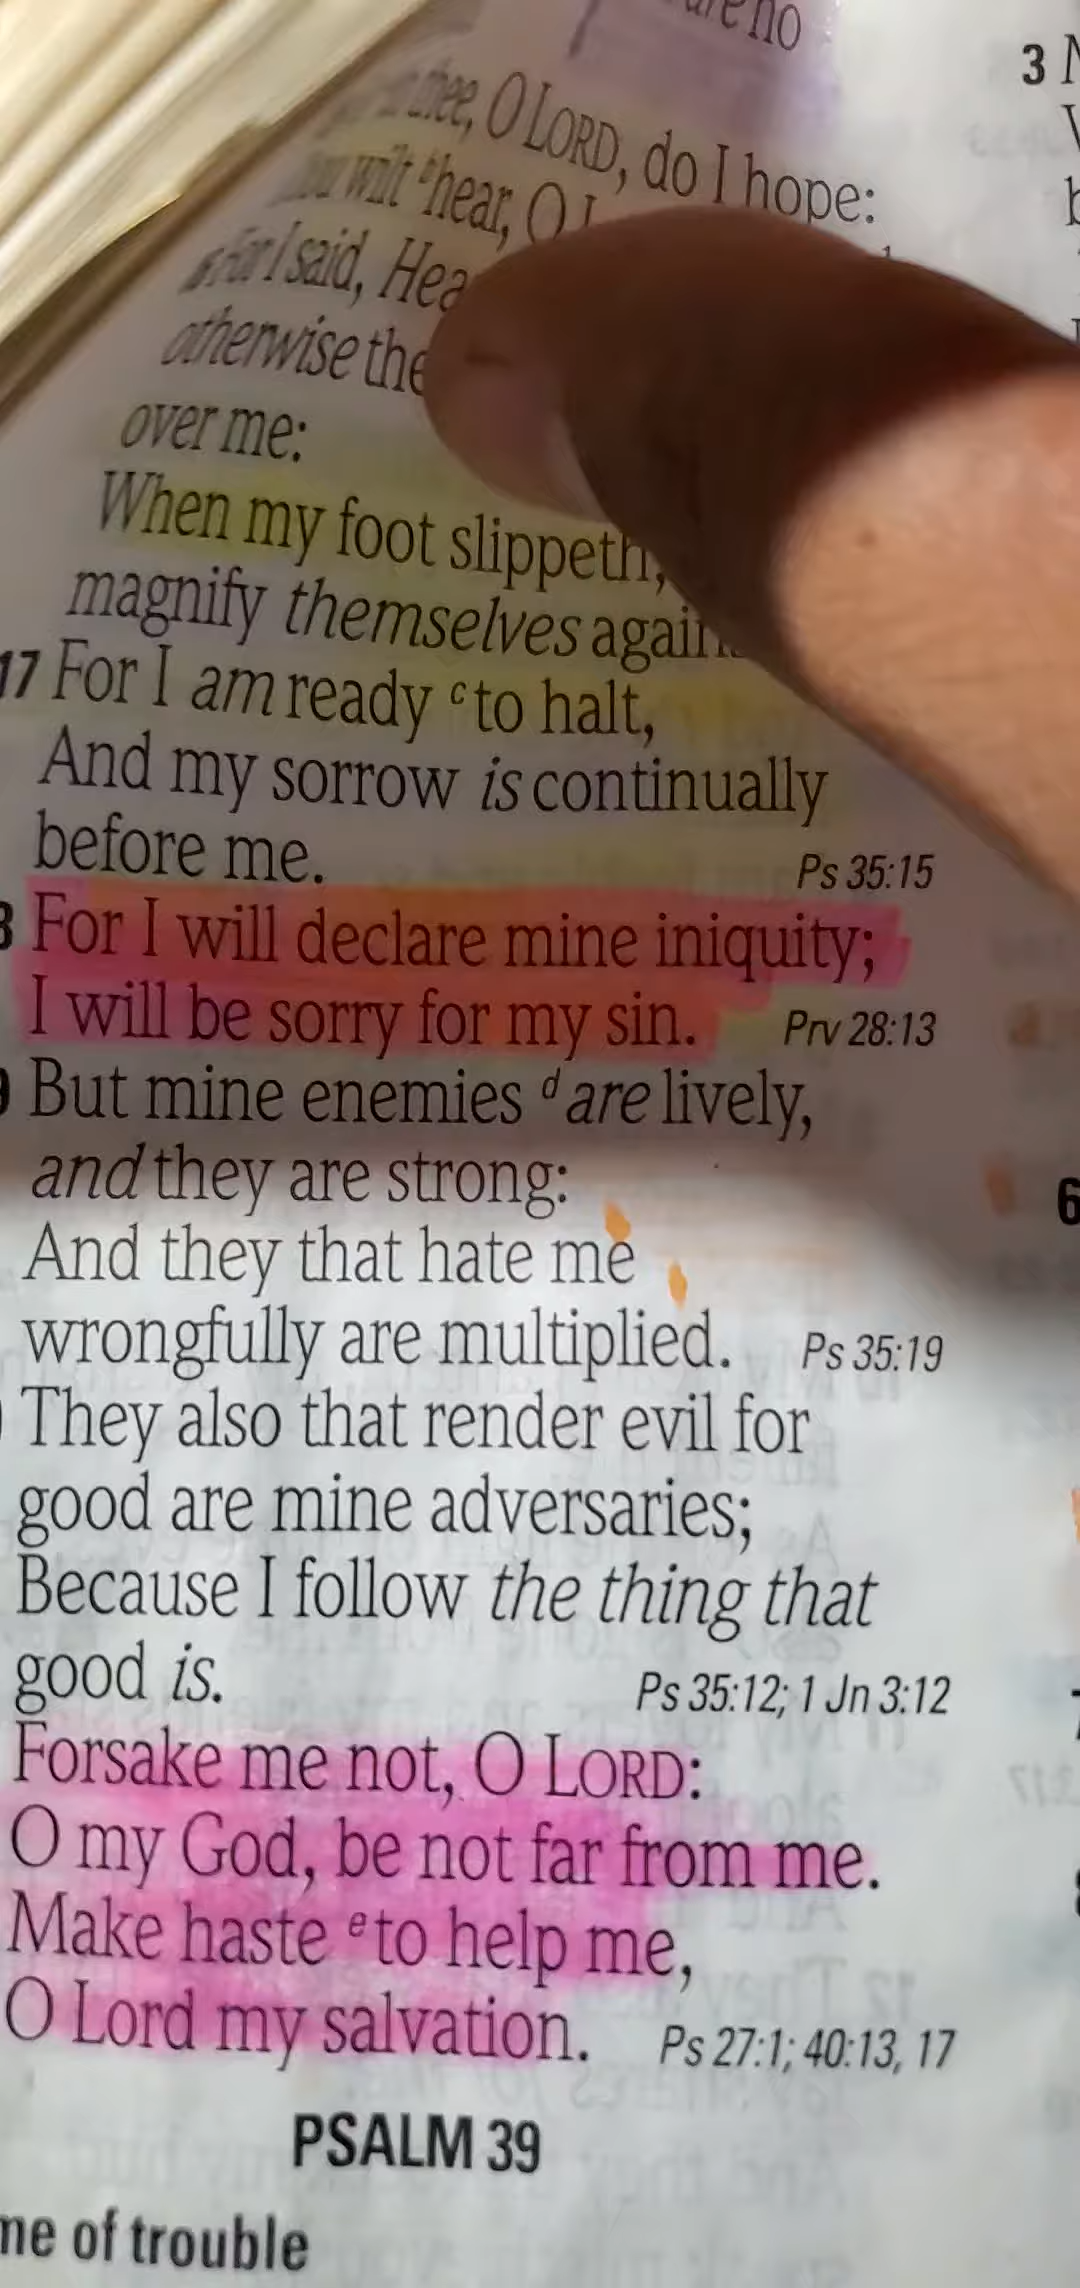 O LORD, do I hope:
wilt hear, O
For I said, Hea
otherwise the
over me:
When my foot slippeth,
magnify themselves again
17 For I am ready c to halt,
And my sorrow is continually
before me. Ps 35:15
8 For I will declare mine iniquity;
I will be sorry for my sin. Prv 28:13
9 But mine enemies d are lively,
and they are strong:
And they that hate me
wrongfully are multiplied. Ps 35:19
They also that render evil for
good are mine adversaries;
Because I follow the thing that
good is. Ps 35:12; 1 Jn 3:12
Forsake me not, O LORD:
O my God, be not far from me.
Make haste e to help me,
O Lord my salvation. Ps 27:1; 40:13, 17
PSALM 39
me of trouble
3
6